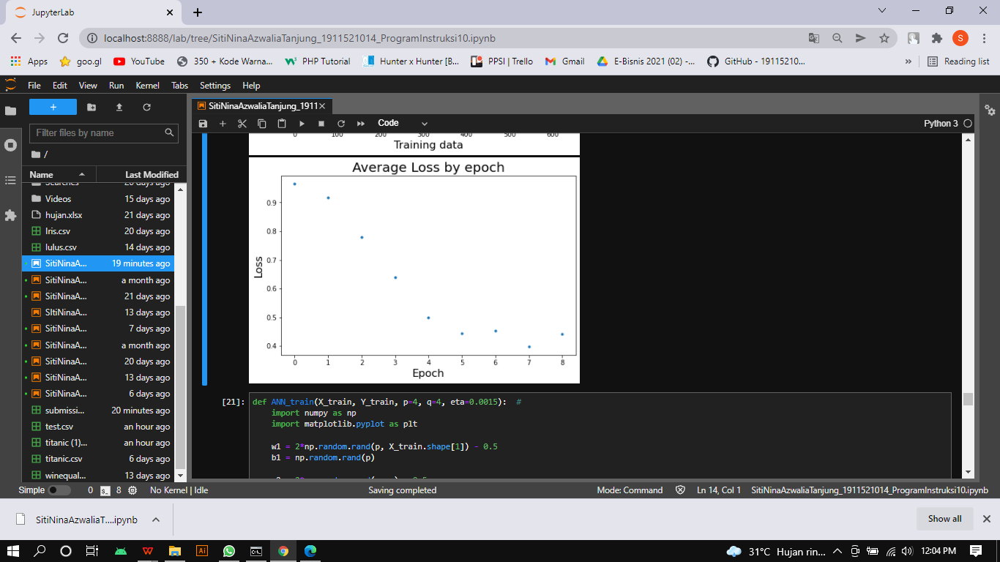 JupyterLab
localhost:8888/lab/tree/SitiNinaAzwaliaTanjung_1911521014_ProgramInstruksi10.ipynb
S
Apps goo.gl YouTube 350 + Kode Warna... PHP Tutorial Hunter x Hunter [B... PPSI | Trello Gmail E-Bisnis 2021 (02) -... GitHub - 19115210... » Reading list
File Edit View Run Kernel Tabs Settings Help
SitiNinaAzwaliaTanjung_1911
Code Python 3
Filter files by name
/
Name Last Modified
Searches 20 days ago
Videos 15 days ago
hujan.xlsx 21 days ago
Iris.csv 20 days ago
lulus.csv 14 days ago
SitiNinaA... 19 minutes ago
SitiNinaA... a month ago
SitiNinaA... 21 days ago
SItiNinaA... 13 days ago
SitiNinaA... 7 days ago
SitiNinaA... a month ago
SitiNinaA... 20 days ago
SitiNinaA... 13 days ago
SitiNinaA... 6 days ago
submissi... 20 minutes ago
test.csv an hour ago
titanic (1)... an hour ago
titanic.csv 6 days ago
winequal... 13 days ago
0 100 200 300 400 500 600
Training data
Average Loss by epoch
0.9
0.8
0.7
0.6
0.5
0.4
Loss
0 1 2 3 4 5 6 7 8
Epoch
[21]: def ANN_train(X_train, Y_train, p=4, q=4, eta=0.0015): #
import numpy as np
import matplotlib.pyplot as plt
w1 = 2*np.random.rand(p, X_train.shape[1]) - 0.5
b1 = np.random.rand(p)
Simple 0 8 No Kernel | Idle Saving completed Mode: Command Ln 14, Col 1 SitiNinaAzwaliaTanjung_1911521014_ProgramInstruksi10.ipynb
SitiNinaAzwaliaT....ipynb Show all
31°C Hujan rin... 12:04 PM